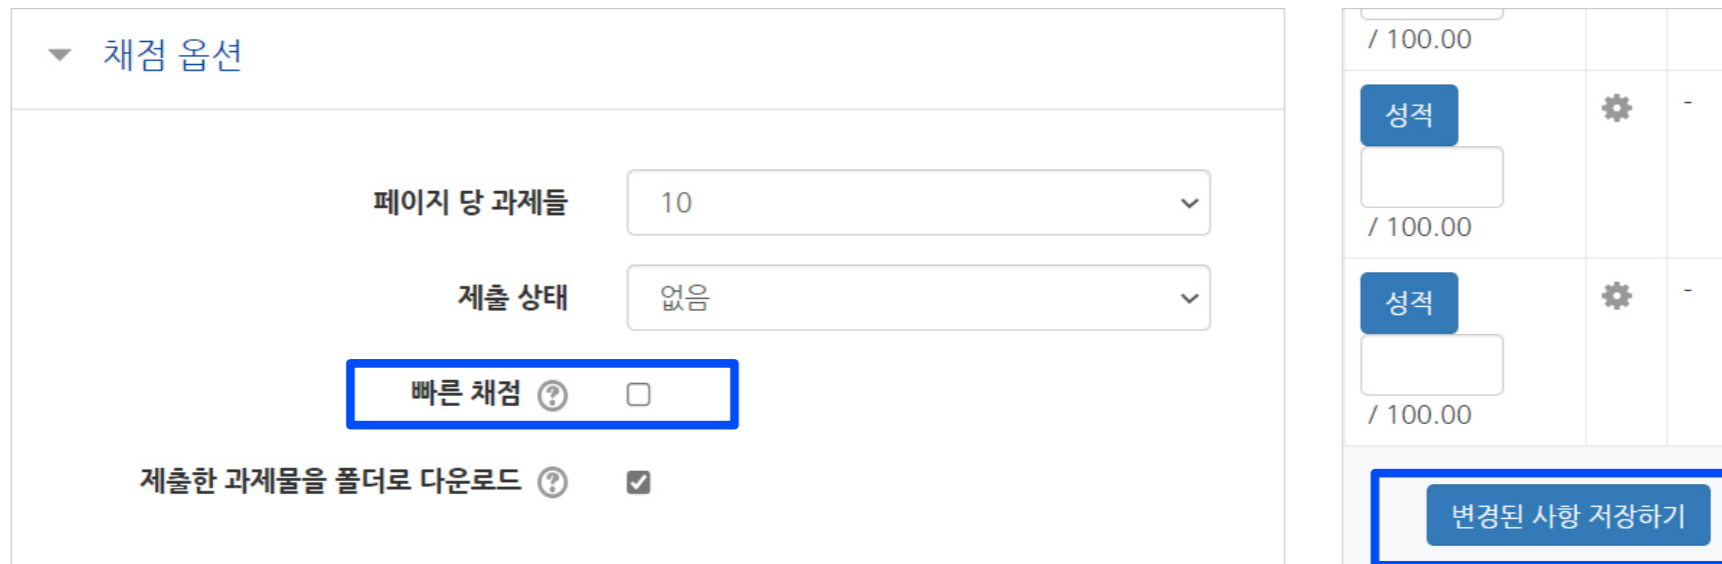 채점 옵션
페이지 당 과제들 10
제출 상태 없음
빠른 채점
제출한 과제물을 폴더로 다운로드
/ 100.00
성적 -
/ 100.00
성적 -
/ 100.00
변경된 사항 저장하기